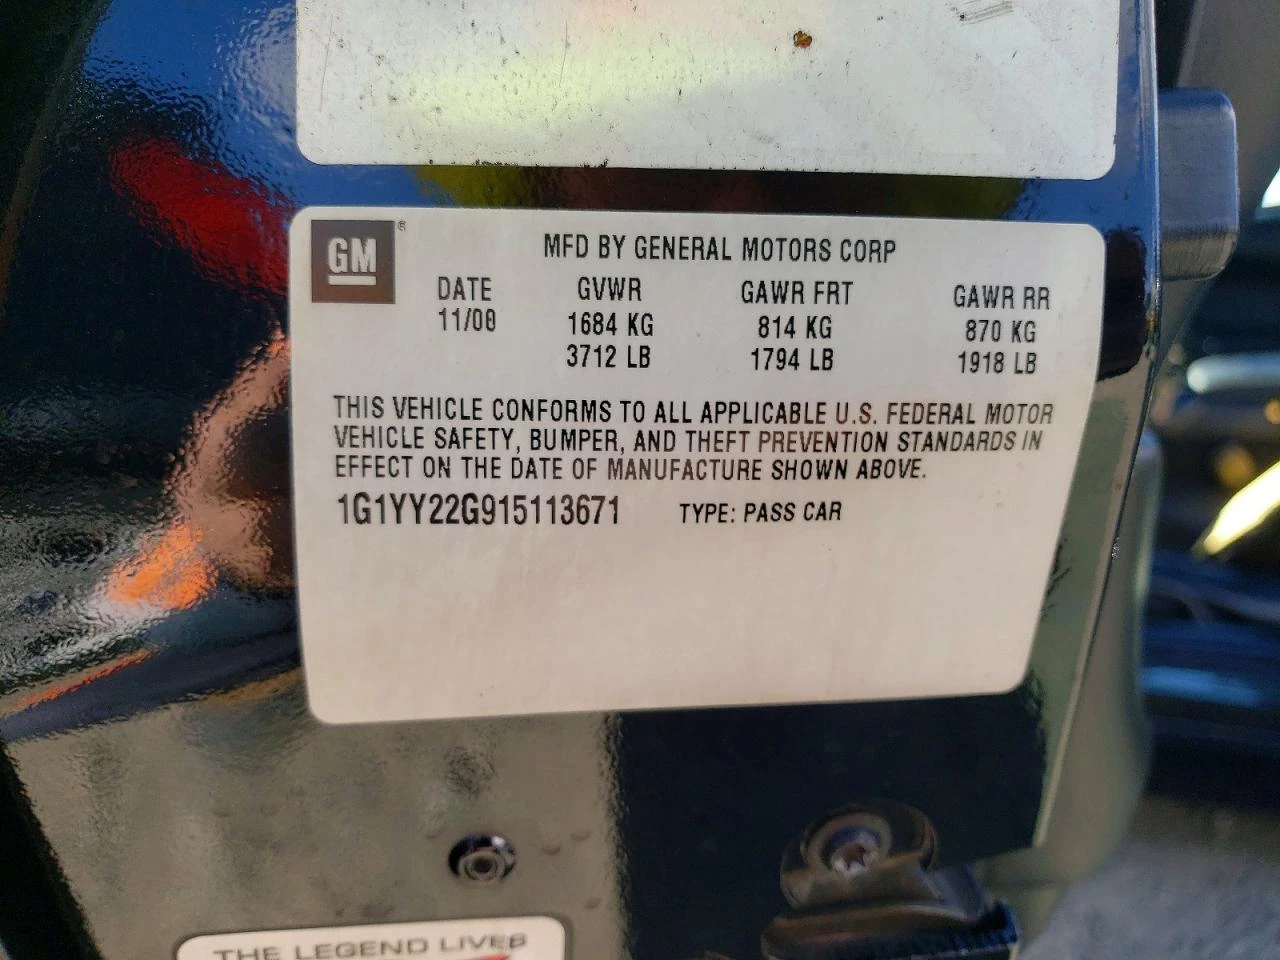 GM®
MFD BY GENERAL MOTORS CORP
DATE GVWR GAWR FRT GAWR RR
11/00 1684 KG 814 KG 870 KG
3712 LB 1794 LB 1918 LB
THIS VEHICLE CONFORMS TO ALL APPLICABLE U.S. FEDERAL MOTOR
VEHICLE SAFETY, BUMPER, AND THEFT PREVENTION STANDARDS IN
EFFECT ON THE DATE OF MANUFACTURE SHOWN ABOVE.
1G1YY22G915113671 TYPE: PASS CAR
THE LEGEND LIVES